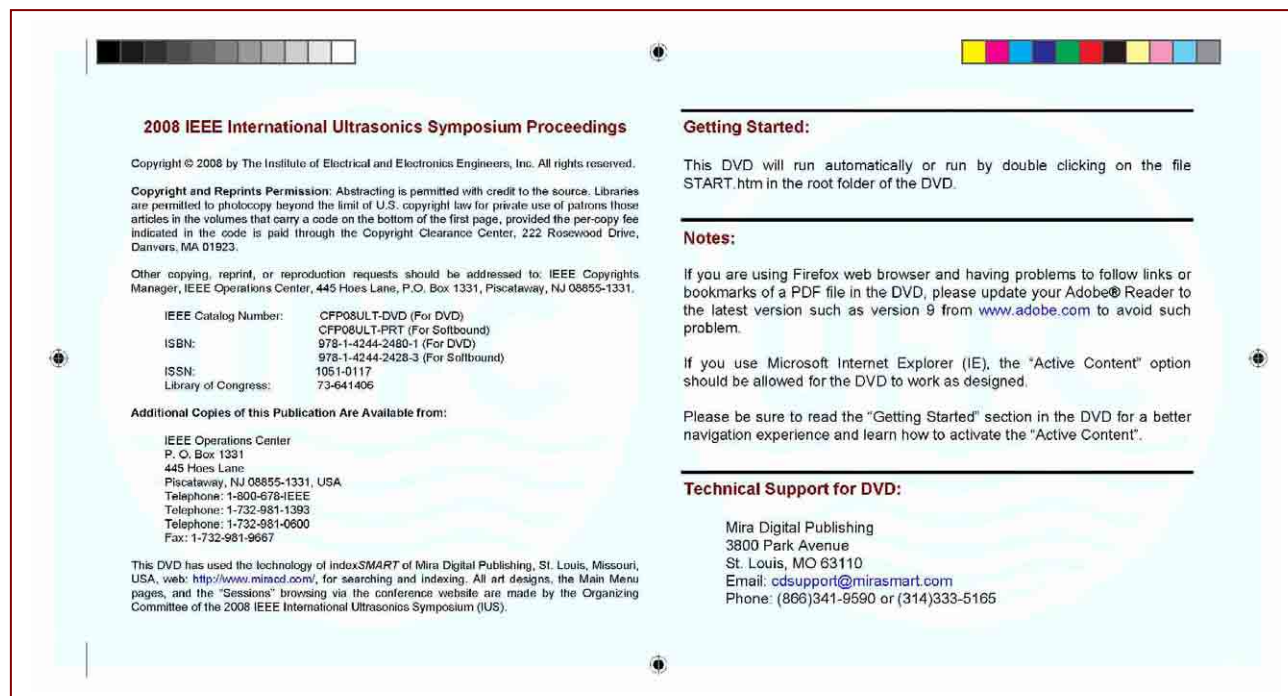 2008 IEEE International Ultrasonics Symposium Proceedings
Copyright © 2008 by The Institute of Electrical and Electronics Engineers, Inc. All rights reserved.
Copyright and Reprints Permission: Abstracting is permitted with credit to the source. Libraries
are permitted to photocopy beyond the limit of U.S. copyright law for private use of patrons those
articles in the volumes that carry a code on the bottom of the first page, provided the per-copy fee
indicated in the code is paid through the Copyright Clearance Center, 222 Rosewood Drive,
Danvers, MA 01923.
Other copying, reprint, or reproduction requests should be addressed to: IEEE Copyrights
Manager, IEEE Operations Center, 445 Hoes Lane, P.O. Box 1331, Piscataway, NJ 08855-1331.
IEEE Catalog Number: CFP08ULT-DVD (For DVD)
CFP08ULT-PRT (For Softbound)
ISBN: 978-1-4244-2480-1 (For DVD)
978-1-4244-2428-3 (For Softbound)
ISSN: 1051-0117
Library of Congress: 73-641406
Additional Copies of this Publication Are Available from:
IEEE Operations Center
P. O. Box 1331
445 Hoes Lane
Piscataway, NJ 08855-1331, USA
Telephone: 1-800-678-IEEE
Telephone: 1-732-981-1393
Telephone: 1-732-981-0600
Fax: 1-732-981-9667
This DVD has used the technology of indexSMART of Mira Digital Publishing, St. Louis, Missouri,
USA, web: http://www.miracd.com/, for searching and indexing. All art designs, the Main Menu
pages, and the "Sessions" browsing via the conference website are made by the Organizing
Committee of the 2008 IEEE International Ultrasonics Symposium (IUS).
Getting Started:
This DVD will run automatically or run by double clicking on the file
START.htm in the root folder of the DVD.
Notes:
If you are using Firefox web browser and having problems to follow links or
bookmarks of a PDF file in the DVD, please update your Adobe® Reader to
the latest version such as version 9 from www.adobe.com to avoid such
problem.
If you use Microsoft Internet Explorer (IE), the "Active Content" option
should be allowed for the DVD to work as designed.
Please be sure to read the "Getting Started" section in the DVD for a better
navigation experience and learn how to activate the "Active Content".
Technical Support for DVD:
Mira Digital Publishing
3800 Park Avenue
St. Louis, MO 63110
Email: cdsupport@mirasmart.com
Phone: (866)341-9590 or (314)333-5165